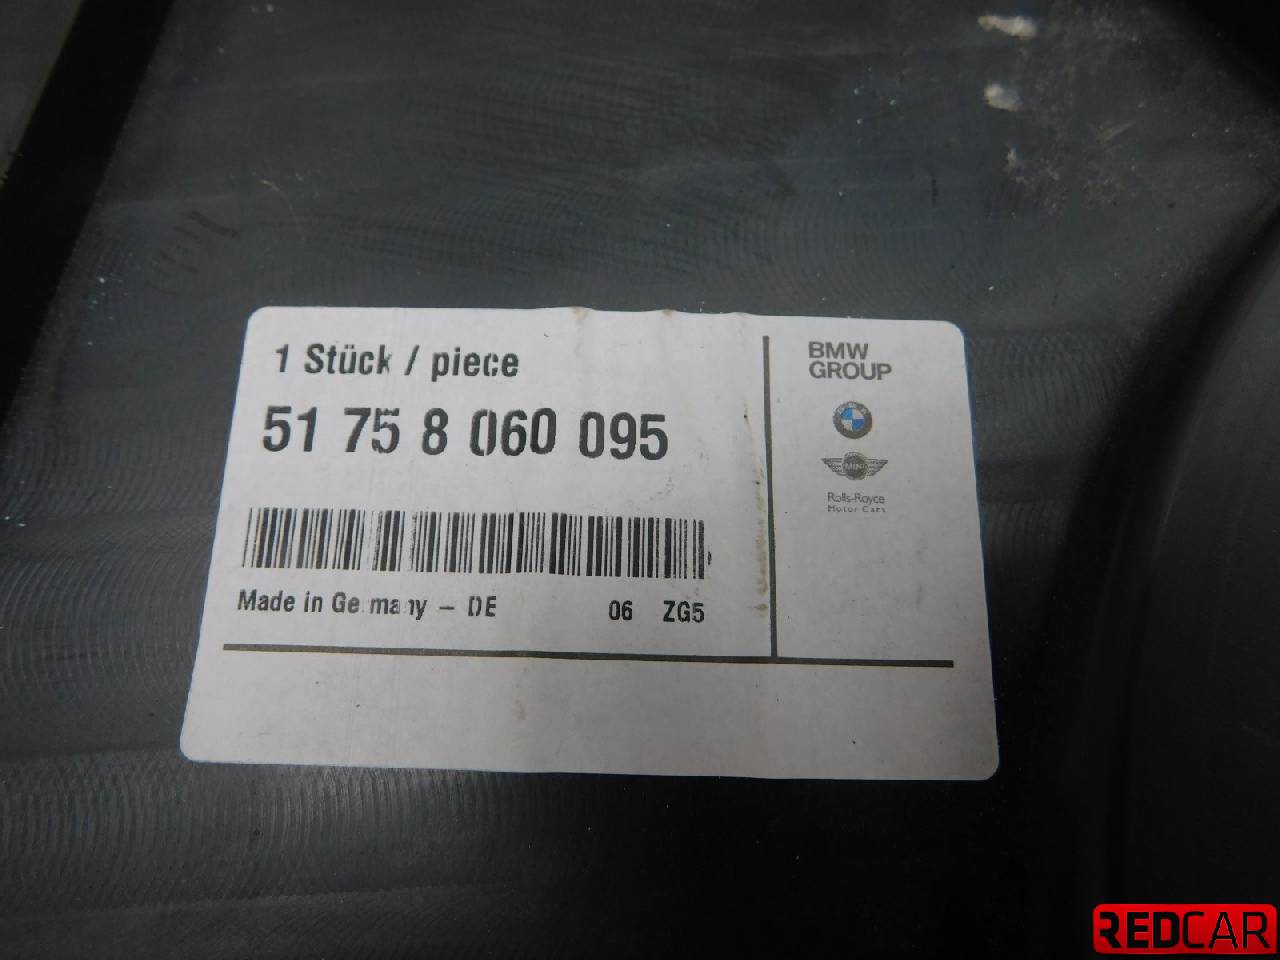 1 Stück / piece
51 75 8 060 095
Made in Germany – DE
06 ZG5
BMW
GROUP
MINI
Rolls-Royce
Motor Cars
REDCAR